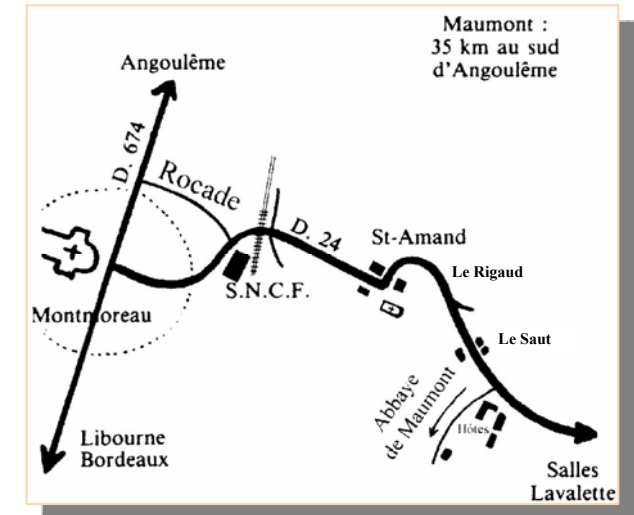 Maumont :
35 km au sud
d'Angoulême
Angoulême
D. 674
Rocade
D. 24
St-Amand
Le Rigaud
S.N.C.F.
Montmoreau
Le Saut
Abbaye
de Maumont
Hôtes
Libourne
Bordeaux
Salles
Lavalette